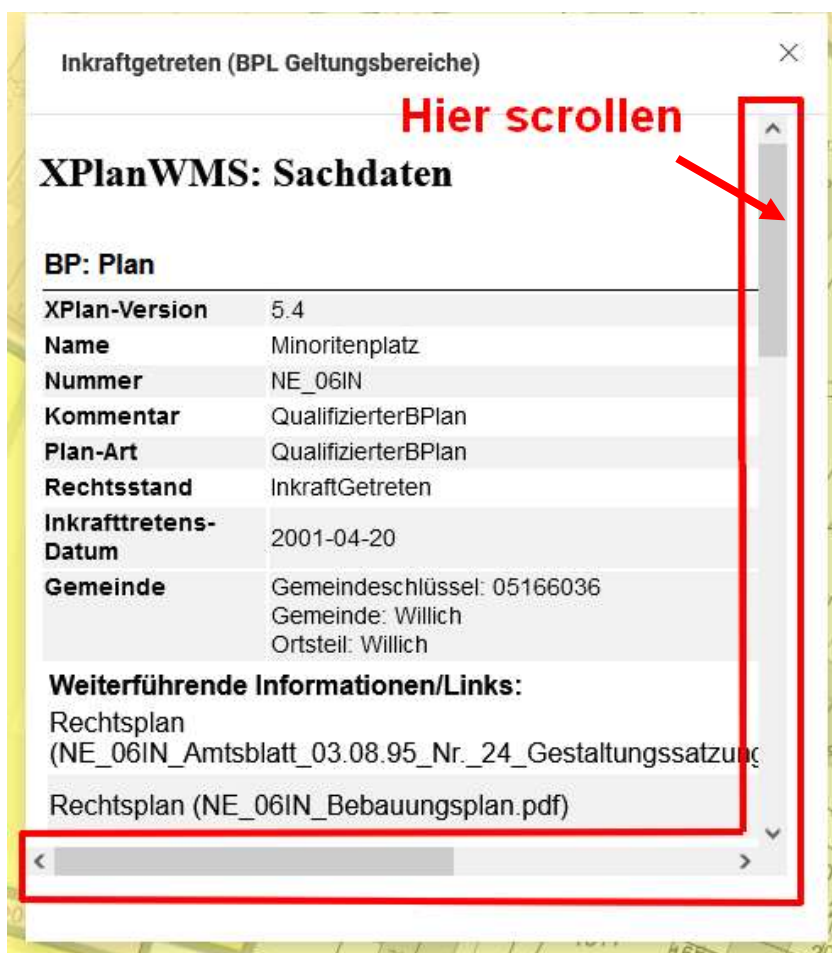 Inkraftgetreten (BPL Geltungsbereiche)
Hier scrollen
XPlanWMS: Sachdaten
BP: Plan
XPlan-Version 5.4
Name Minoritenplatz
Nummer NE_06IN
Kommentar QualifizierterBPlan
Plan-Art QualifizierterBPlan
Rechtsstand InkraftGetreten
Inkrafttretens-
Datum 2001-04-20
Gemeinde Gemeindeschlüssel: 05166036
Gemeinde: Willich
Ortsteil: Willich
Weiterführende Informationen/Links:
Rechtsplan
(NE_06IN_Amtsblatt_03.08.95_Nr._24_Gestaltungssatzung
Rechtsplan (NE_06IN_Bebauungsplan.pdf)